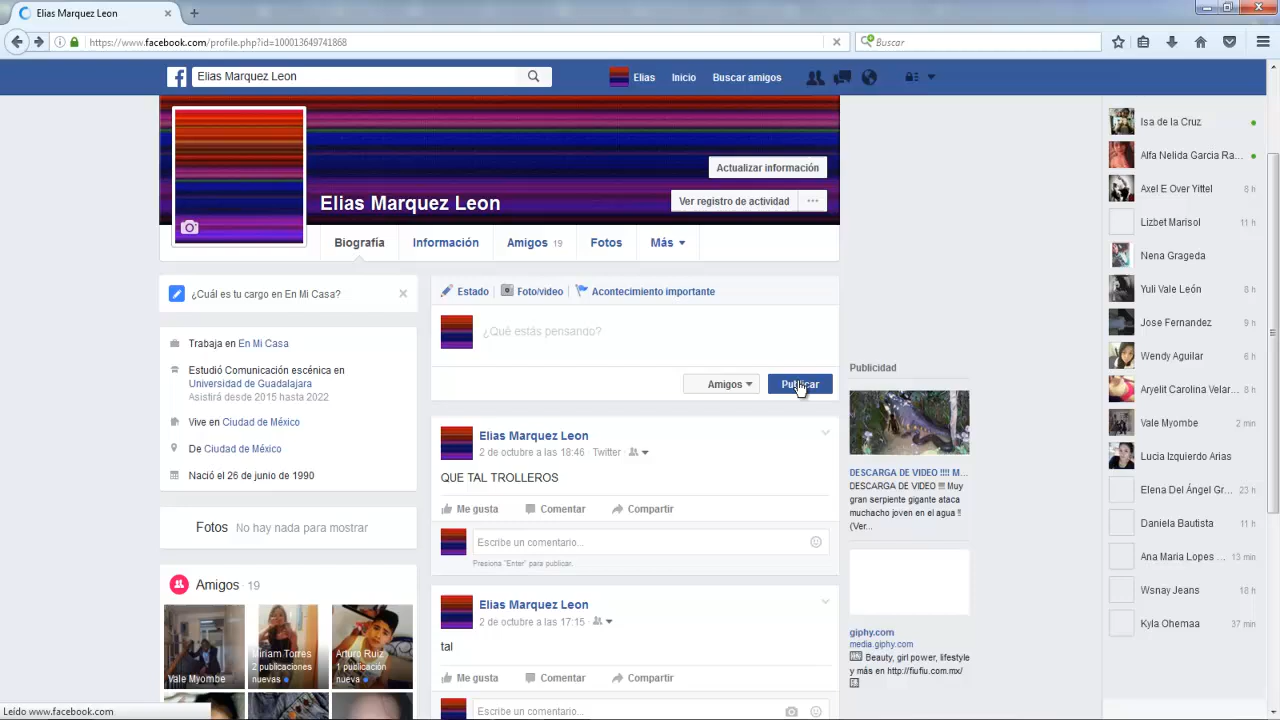 Elias Marquez Leon
https://www.facebook.com/profile.php?id=100013649741868
Buscar
Elias Marquez Leon
Elias
Inicio
Buscar amigos
Actualizar información
Ver registro de actividad
Elias Marquez Leon
Biografía
Información
Amigos 19
Fotos
Más
¿Cuál es tu cargo en En Mi Casa?
Trabaja en En Mi Casa
Estudió Comunicación escénica en
Universidad de Guadalajara
Asistirá desde 2015 hasta 2022
Vive en Ciudad de México
De Ciudad de México
Nació el 26 de junio de 1990
Fotos No hay nada para mostrar
Amigos 19
Vale Myombe
Miriam Torres
2 publicaciones
nuevas
Arturo Ruiz
1 publicación
nueva
Estado
Foto/video
Acontecimiento importante
¿Qué estás pensando?
Amigos
Publicar
Elias Marquez Leon
2 de octubre a las 18:46 Twitter
QUE TAL TROLLEROS
Me gusta
Comentar
Compartir
Escribe un comentario...
Presiona "Enter" para publicar.
Elias Marquez Leon
2 de octubre a las 17:15
tal
Me gusta
Comentar
Compartir
Escribe un comentario...
Publicidad
DESCARGA DE VIDEO !!!! M...
DESCARGA DE VIDEO !!!! Muy
gran serpiente gigante ataca
muchacho joven en el agua !!
(Ver...
giphy.com
media.giphy.com
Beauty, girl power, lifestyle
y más en http://fiufiu.com.mx/
Isa de la Cruz
Alfa Nelida Garcia Ra...
Axel E Over Yittel 8 h
Lizbet Marisol 11 h
Nora Grageda
Yuli Vale León 8 h
Jose Fernandez 9 h
Wendy Aguilar 6 h
Aryelit Carolina Velar... 8 h
Vale Myombe 2 min
Lucia Izquierdo Arias
Elena Del Ángel Gr... 23 h
Daniela Bautista 11 h
Ana Maria Lopes ... 13 min
Wsnay Jeans 18 h
Kyla Ohemaa 37 min
Leído www.facebook.com